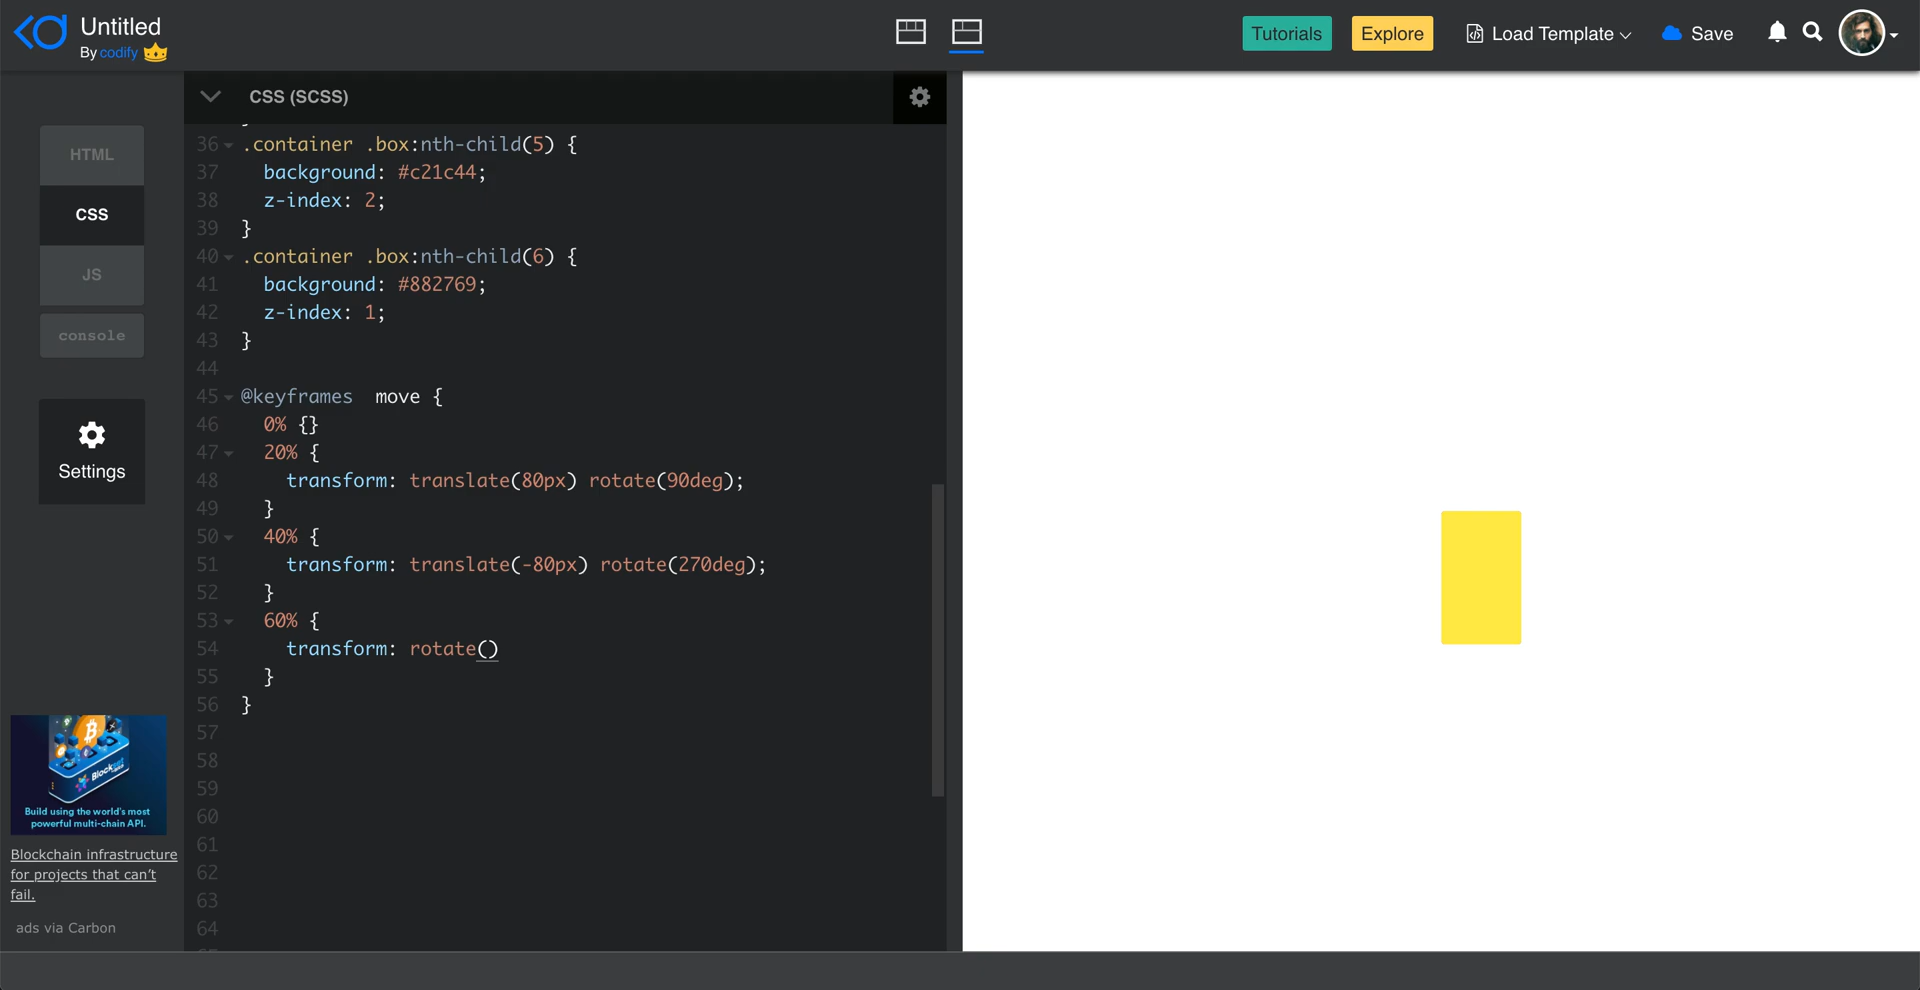 Untitled
By codify
Tutorials
Explore
Load Template
Save
HTML
CSS
JS
console
Settings
Build using the world's most
powerful multi-chain API.
Blockchain infrastructure
for projects that can't
fail.
ads via Carbon
CSS (SCSS)
36 .container .box:nth-child(5) {
37 background: #c21c44;
38 z-index: 2;
39 }
40 .container .box:nth-child(6) {
41 background: #882769;
42 z-index: 1;
43 }
44
45 @keyframes move {
46 0% {}
47 20% {
48 transform: translate(80px) rotate(90deg);
49 }
50 40% {
51 transform: translate(-80px) rotate(270deg);
52 }
53 60% {
54 transform: rotate()
55 }
56 }
57
58
59
60
61
62
63
64